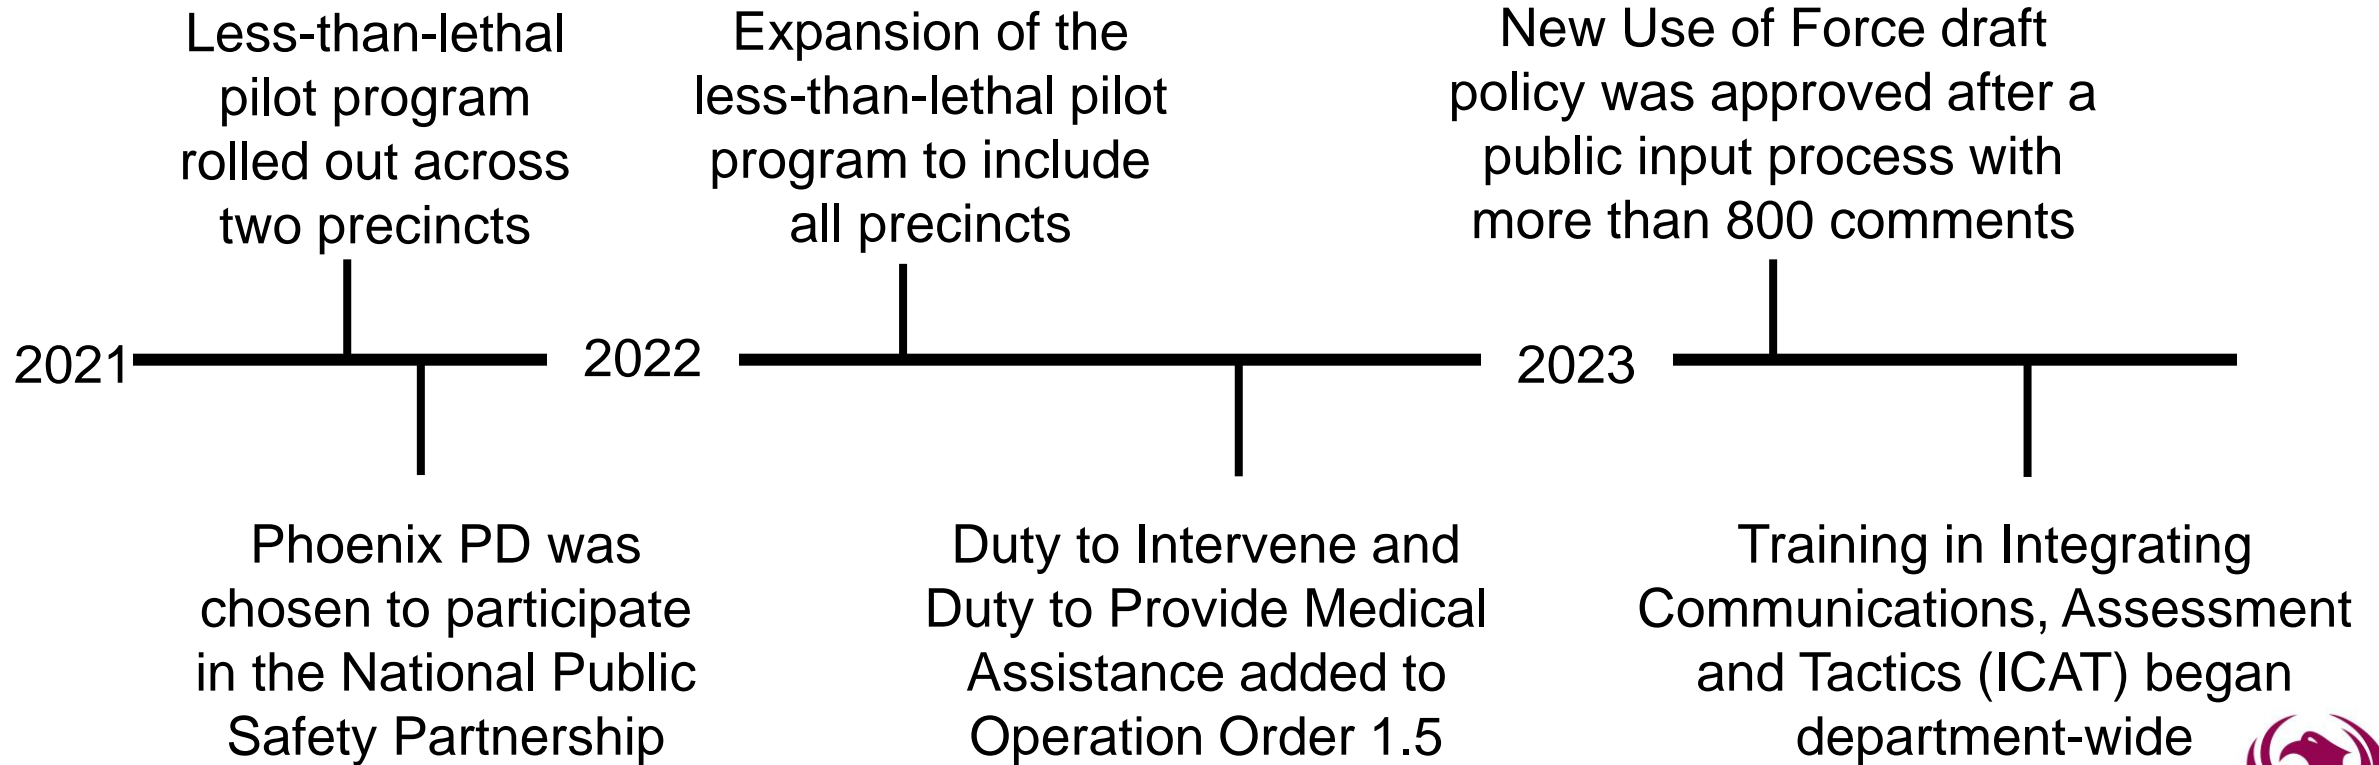 Less-than-lethal
pilot program
rolled out across
two precincts
Expansion of the
less-than-lethal pilot
program to include
all precincts
New Use of Force draft
policy was approved after a
public input process with
more than 800 comments
2021
2022
2023
Phoenix PD was
chosen to participate
in the National Public
Safety Partnership
Duty to Intervene and
Duty to Provide Medical
Assistance added to
Operation Order 1.5
Training in Integrating
Communications, Assessment
and Tactics (ICAT) began
department-wide